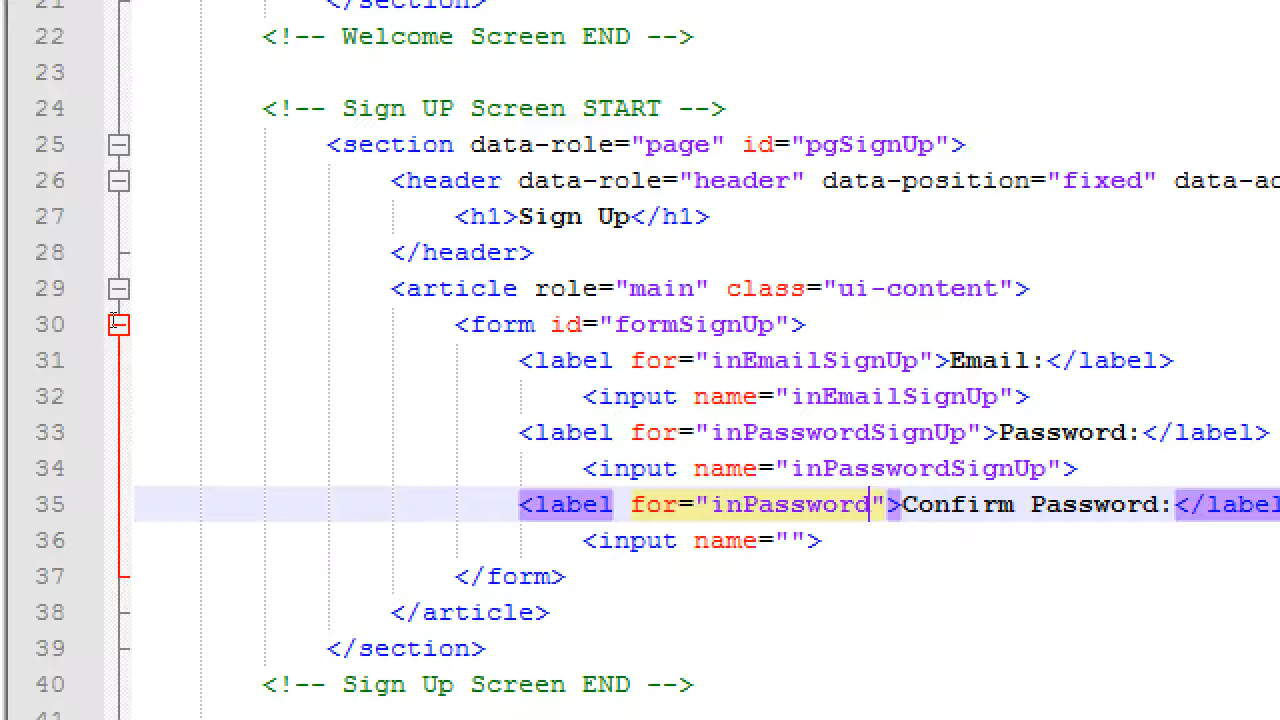 21 </section>
22 <!-- Welcome Screen END -->
23
24 <!-- Sign UP Screen START -->
25 <section data-role="page" id="pgSignUp">
26 <header data-role="header" data-position="fixed" data-ac
27 <h1>Sign Up</h1>
28 </header>
29 <article role="main" class="ui-content">
30 <form id="formSignUp">
31 <label for="inEmailSignUp">Email:</label>
32 <input name="inEmailSignUp">
33 <label for="inPasswordSignUp">Password:</label>
34 <input name="inPasswordSignUp">
35 <label for="inPassword">Confirm Password:</label
36 <input name="">
37 </form>
38 </article>
39 </section>
40 <!-- Sign Up Screen END -->
41